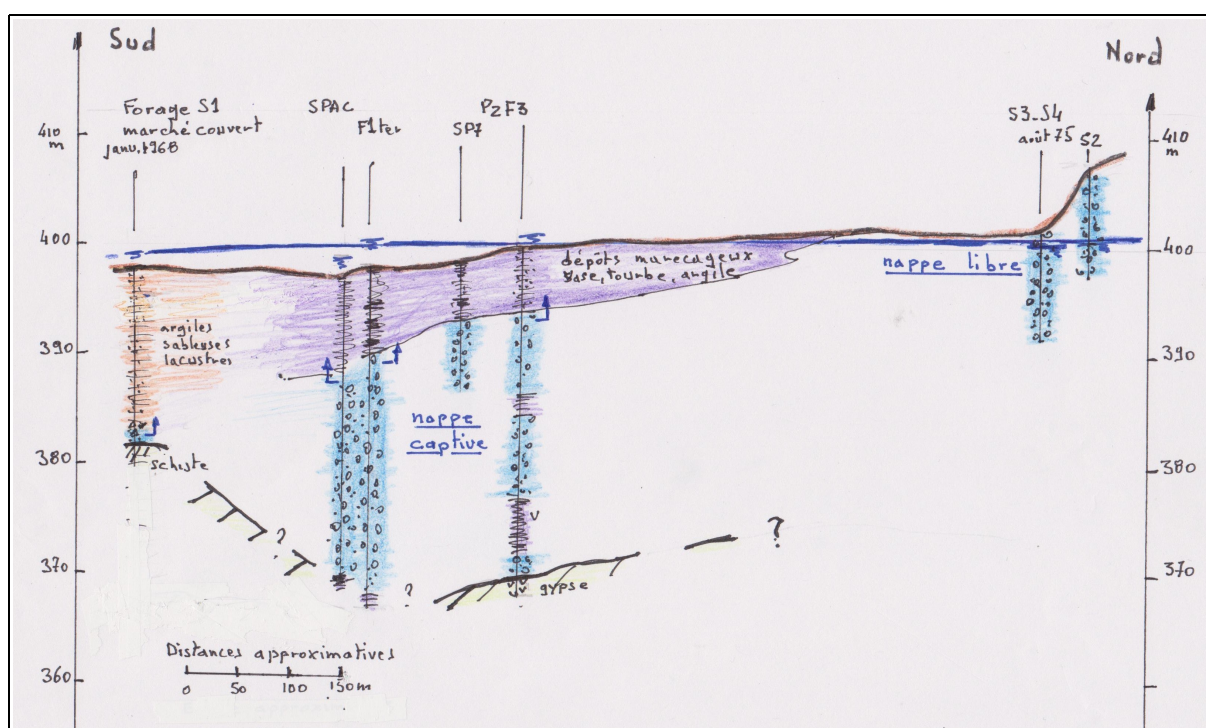 Sud
Nord
Forage S1
marché couvert
janv. 1968
SPAC
F1ter
SP7
P2F3
S3_S4
août 75
S2
410
m
410
m
400
400
dépôts marecageux
vase, tourbe, argile
nappe libre
argiles
sableuses
lacustres
390
390
nappe
captive
380
380
schiste
?
v
?
370
370
?
gypse
Distances approximatives
0 50 100 150m
360